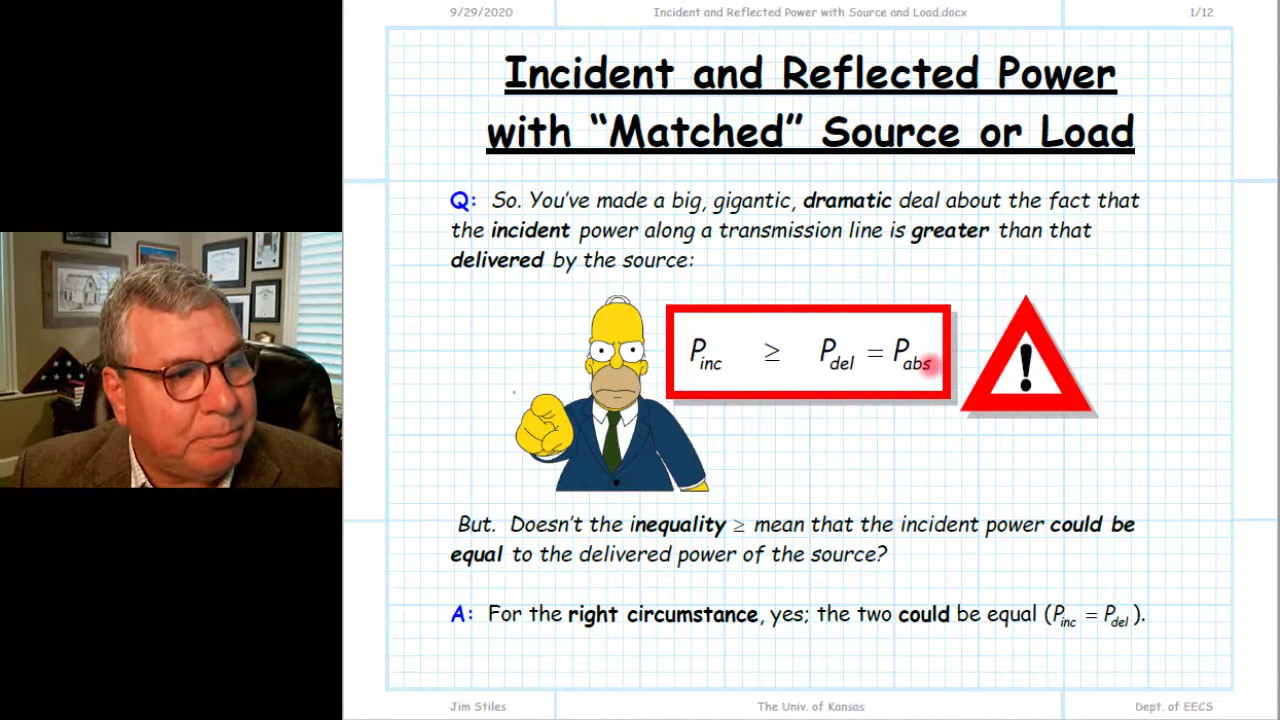 9/29/2020 Incident and Reflected Power with Source and Load.docx 1/12
Incident and Reflected Power
with “Matched” Source or Load
Q: So. You’ve made a big, gigantic, dramatic deal about the fact that
the incident power along a transmission line is greater than that
delivered by the source:
P_inc ≥ P_del = P_abs
!
But. Doesn’t the inequality ≥ mean that the incident power could be
equal to the delivered power of the source?
A: For the right circumstance, yes; the two could be equal (P_inc = P_del).
Jim Stiles The Univ. of Kansas Dept. of EECS